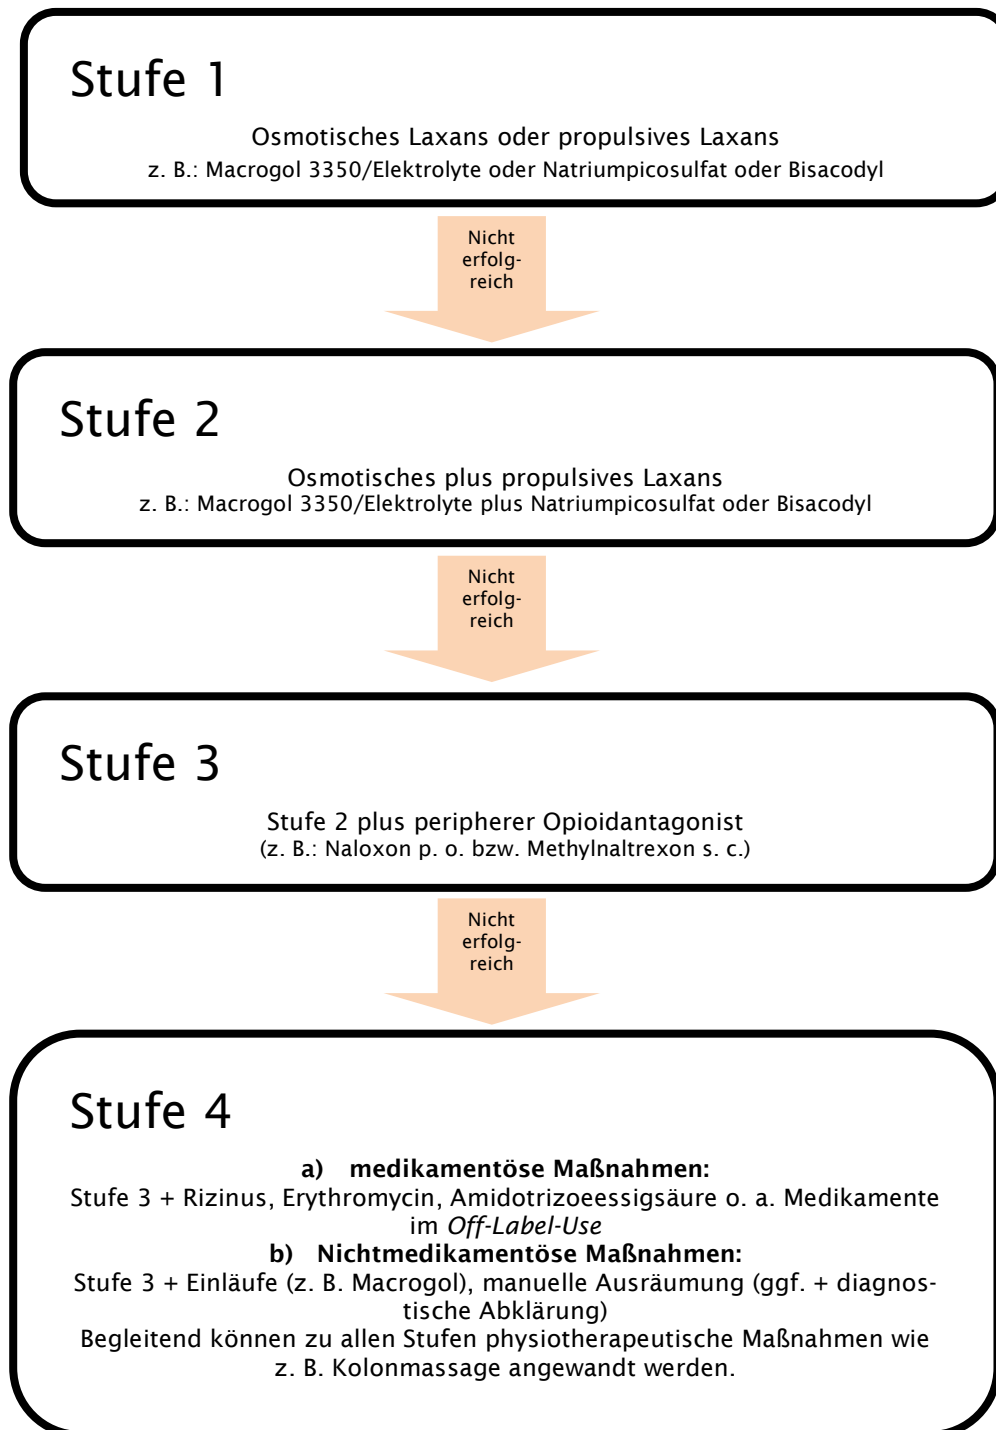 Stufe 1
Osmotisches Laxans oder propulsives Laxans
z. B.: Macrogol 3350/Elektrolyte oder Natriumpicosulfat oder Bisacodyl
Nicht
erfolg-
reich
Stufe 2
Osmotisches plus propulsives Laxans
z. B.: Macrogol 3350/Elektrolyte plus Natriumpicosulfat oder Bisacodyl
Nicht
erfolg-
reich
Stufe 3
Stufe 2 plus peripherer Opioidantagonist
(z. B.: Naloxon p. o. bzw. Methylnaltrexon s. c.)
Nicht
erfolg-
reich
Stufe 4
a) medikamentöse Maßnahmen:
Stufe 3 + Rizinus, Erythromycin, Amidotrizoeessigsäure o. a. Medikamente
im Off-Label-Use
b) Nichtmedikamentöse Maßnahmen:
Stufe 3 + Einläufe (z. B. Macrogol), manuelle Ausräumung (ggf. + diagnos-
tische Abklärung)
Begleitend können zu allen Stufen physiotherapeutische Maßnahmen wie
z. B. Kolonmassage angewandt werden.